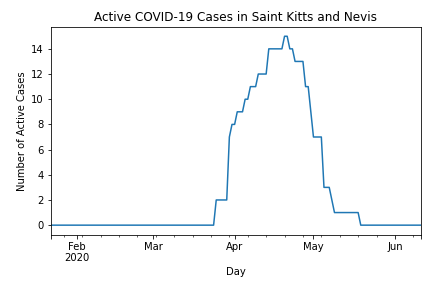 Active COVID-19 Cases in Saint Kitts and Nevis
Number of Active Cases
14
12
10
8
6
4
2
0
Feb
2020
Mar
Apr
May
Jun
Day